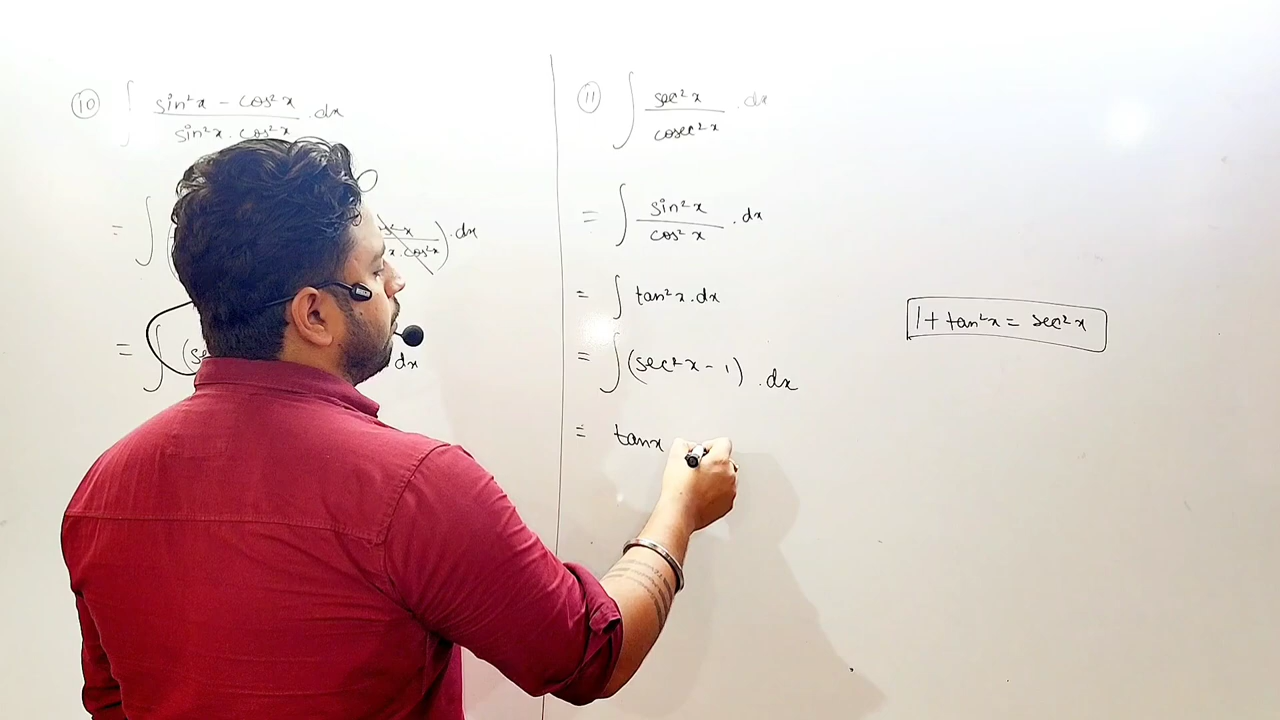 (10) ∫ sin²x - cos²x / sin²x . cos²x . dx
= ∫ ( x . cos²x ) . dx
= ∫ (se dx
(11) ∫ sec²x / cosec²x . dx
= ∫ sin²x / cos²x . dx
= ∫ tan²x . dx
= ∫ (sec²x - 1) . dx
= tanx
1 + tan²x = sec²x